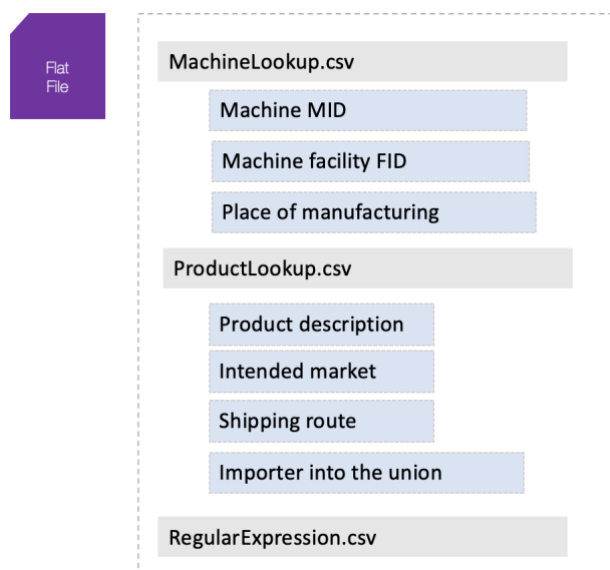 Flat
File
MachineLookup.csv
Machine MID
Machine facility FID
Place of manufacturing
ProductLookup.csv
Product description
Intended market
Shipping route
Importer into the union
RegularExpression.csv